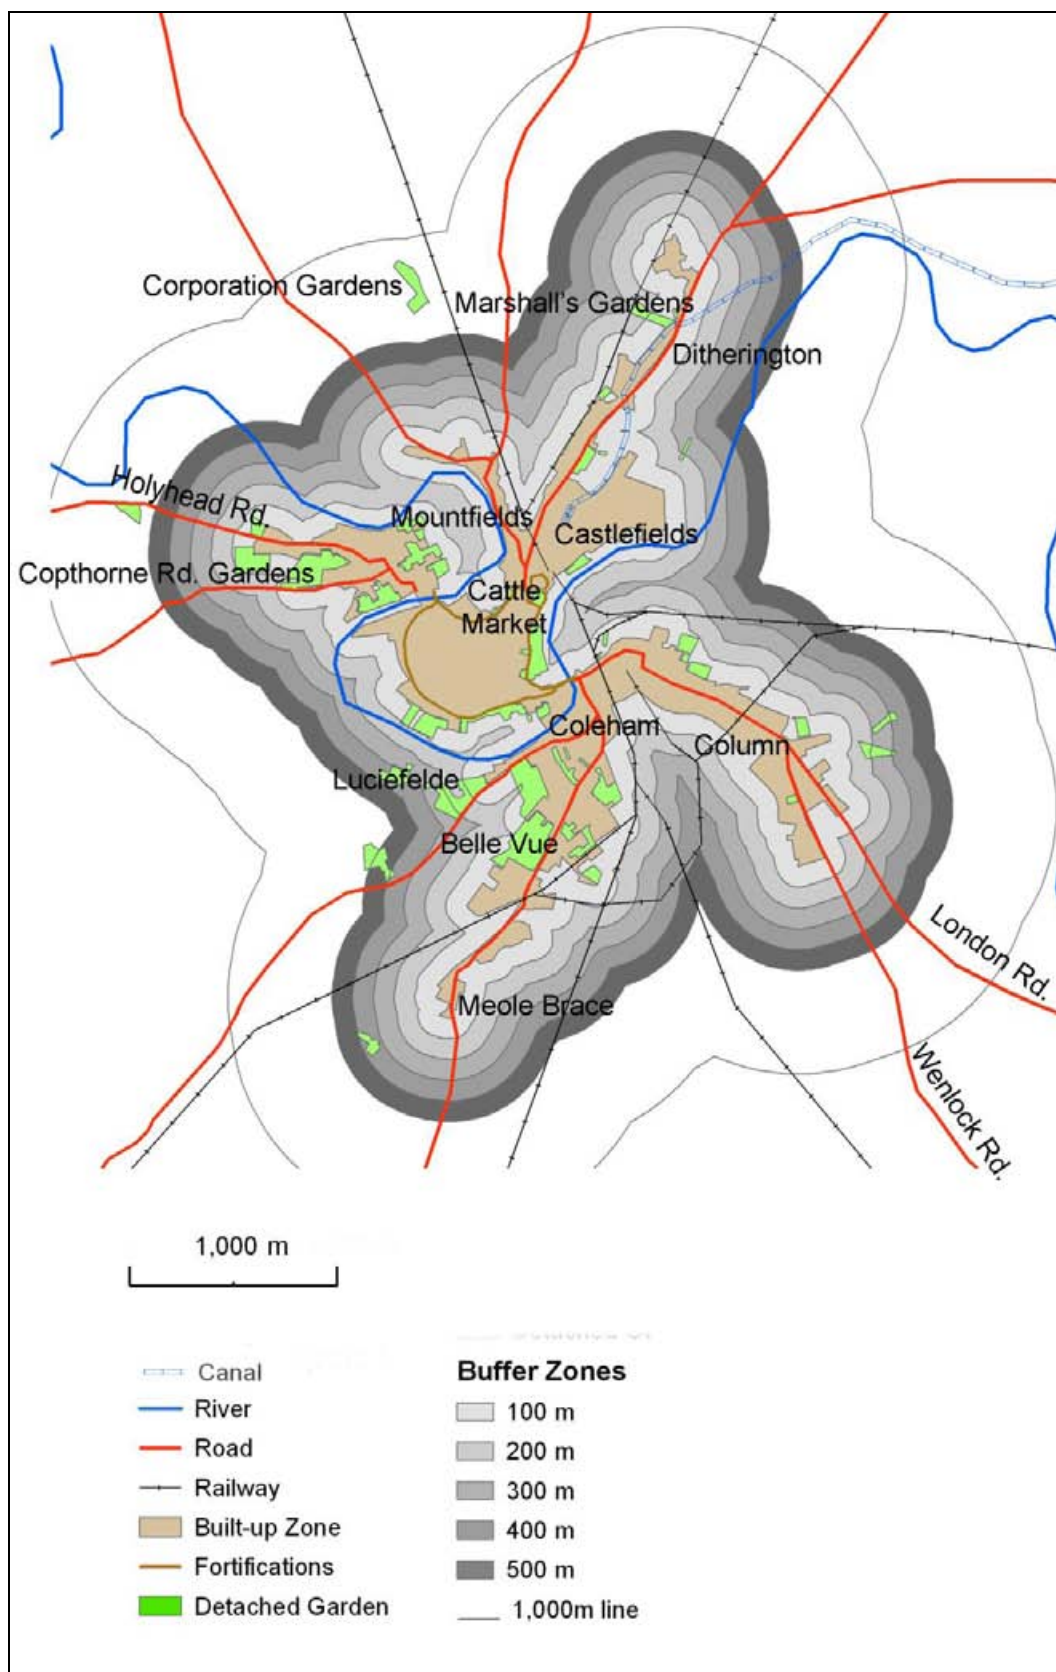 Corporation Gardens
Marshall's Gardens
Ditherington
Holyhead Rd.
Mountfields
Castlefields
Copthorne Rd. Gardens
Cattle
Market
Coleham
Column
Luciefelde
Belle Vue
London Rd.
Meole Brace
Wenlock Rd.
1,000 m
Canal
River
Road
Railway
Built-up Zone
Fortifications
Detached Garden
Buffer Zones
100 m
200 m
300 m
400 m
500 m
1,000m line